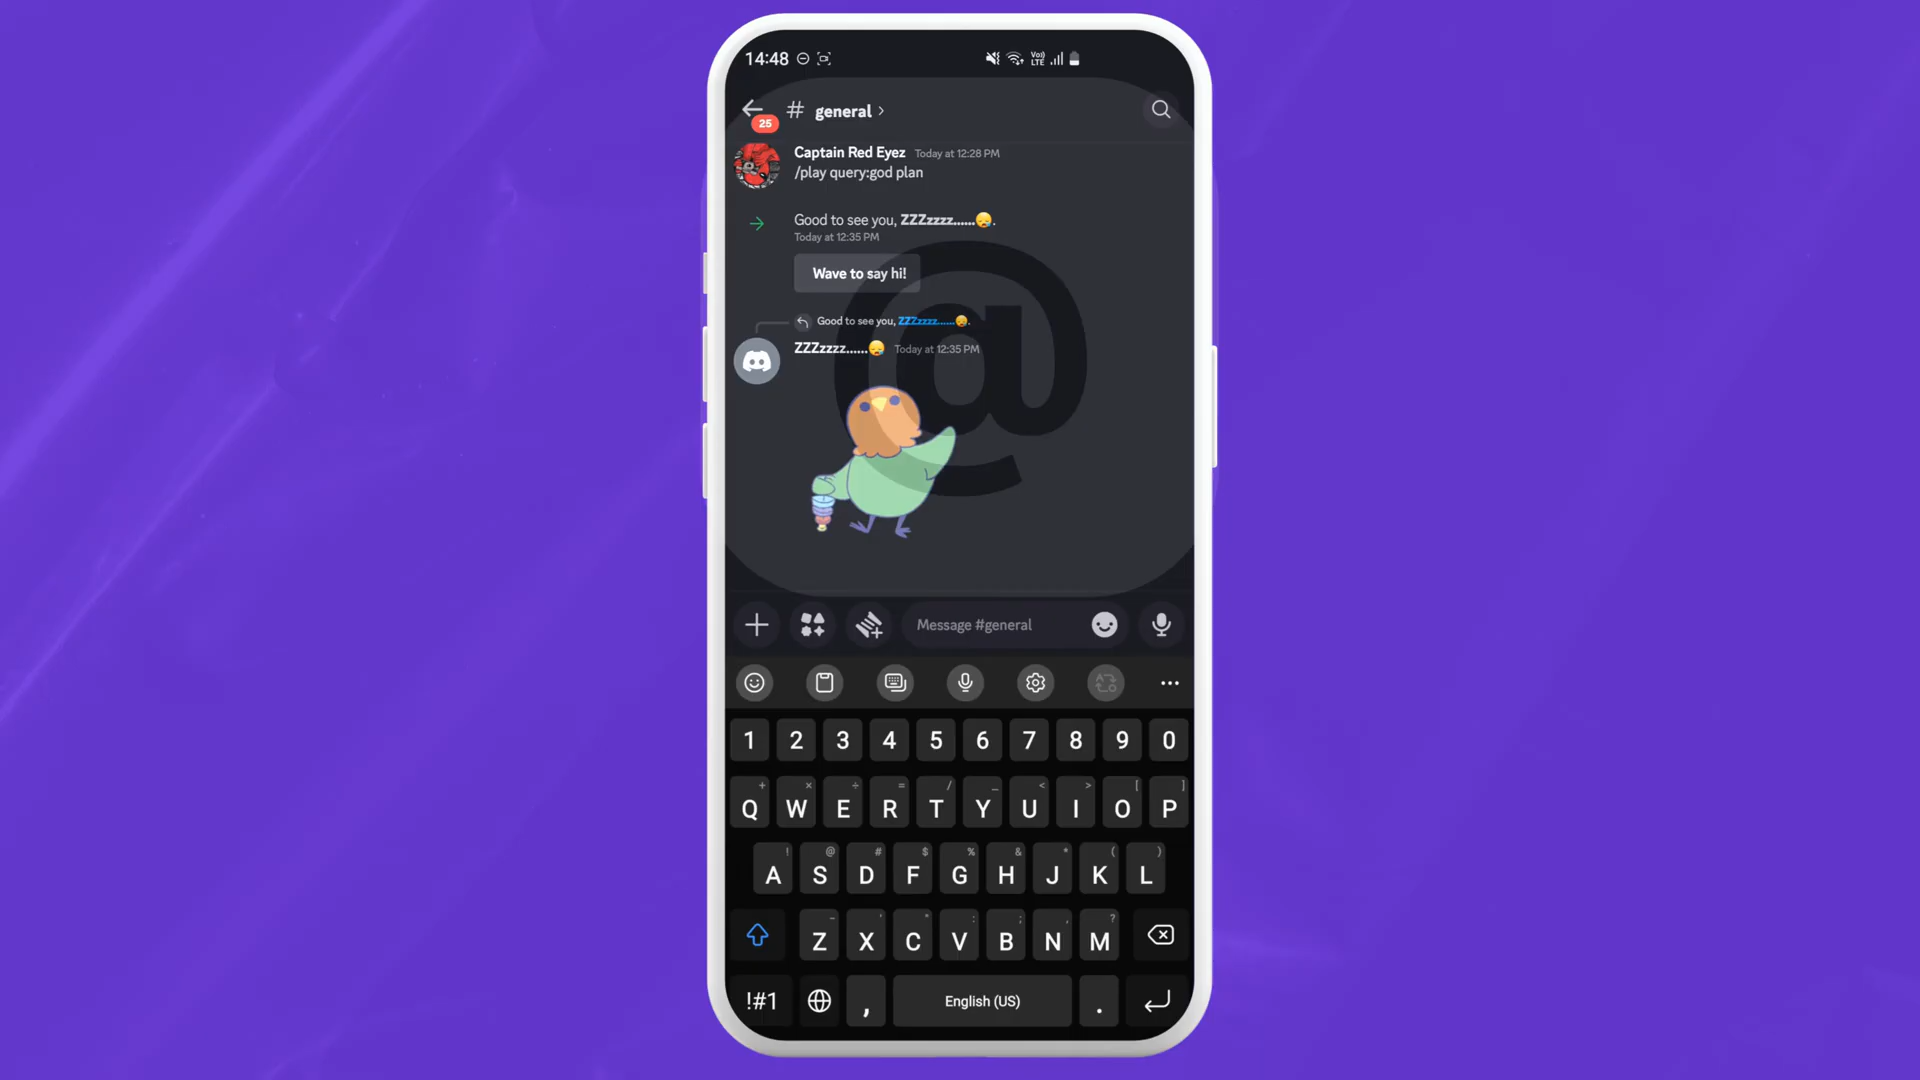 14:48
Vo))
LTE
# general >
25
Captain Red Eyez Today at 12:28 PM
/play query:god plan
Good to see you, ZZZzzzz......😪.
Today at 12:35 PM
Wave to say hi!
Good to see you, ZZZzzzz......😪.
ZZZzzzz......😪 Today at 12:35 PM
@
Message #general
1 2 3 4 5 6 7 8 9 0
+ × ÷ = / _ < > [ ]
Q W E R T Y U I O P
! @ # $ % & * ( )
A S D F G H J K L
- ' " : ; , ?
Z X C V B N M
!#1 , English (US) .